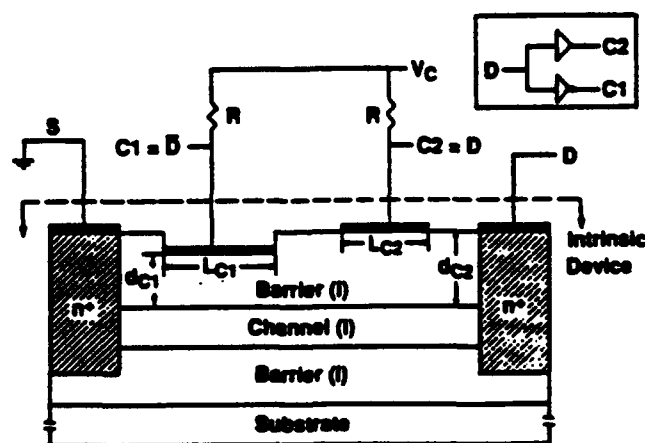 V_C
D
C2
C1
S
R
R
C1 = D̅
C2 = D
D
Intrinsic
Device
L_C1
L_C2
d_C1
d_C2
n+
n+
Barrier (I)
Channel (I)
Barrier (I)
Substrate